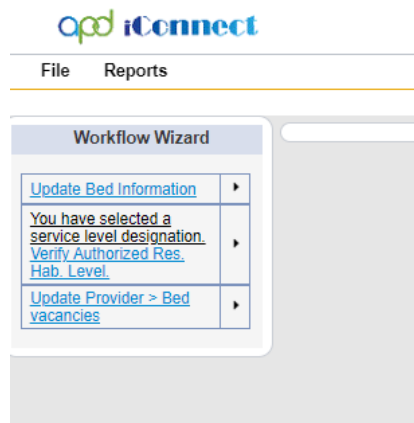 apd iConnect
File Reports
Workflow Wizard
Update Bed Information
You have selected a
service level designation.
Verify Authorized Res.
Hab. Level.
Update Provider > Bed
vacancies